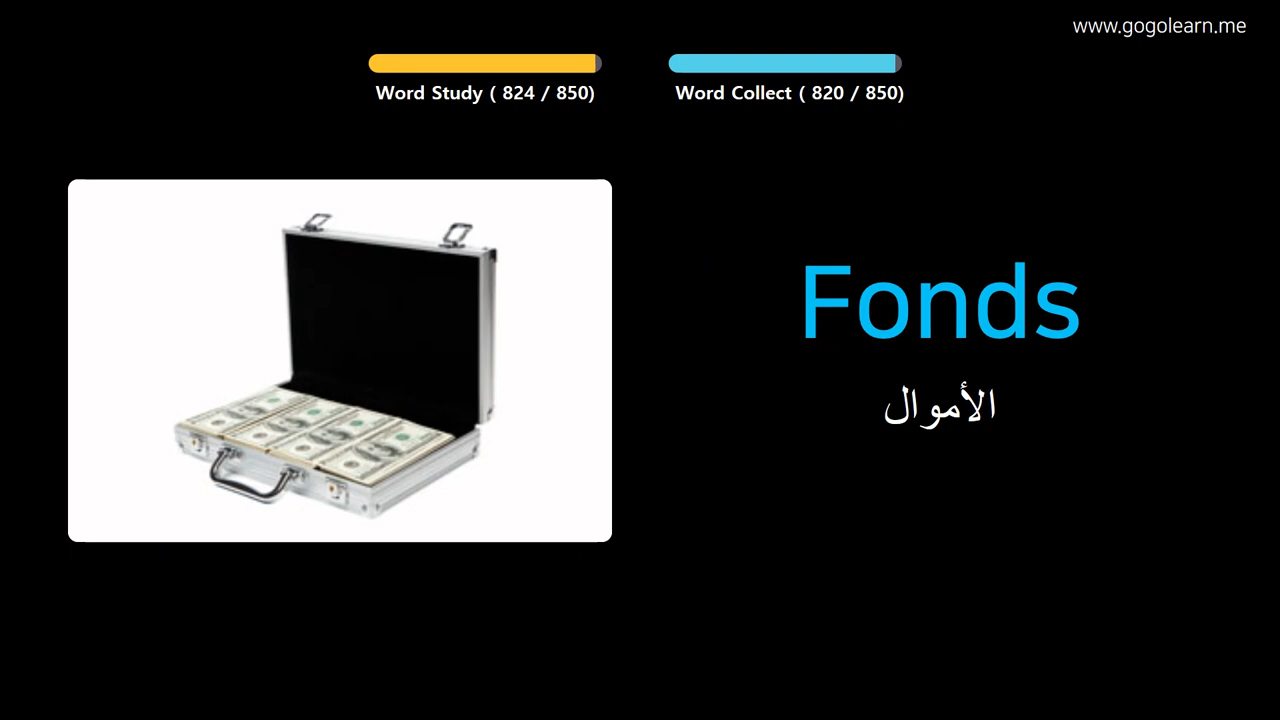 www.gogolearn.me
Word Study ( 824 / 850)
Word Collect ( 820 / 850)
Fonds
الأموال